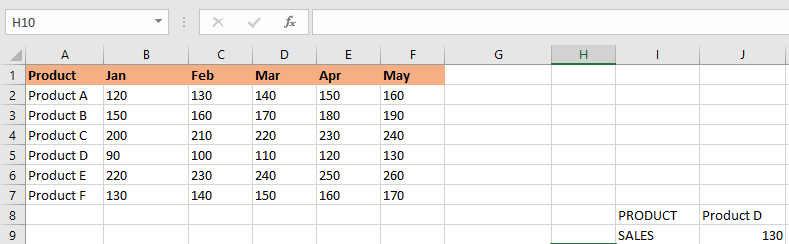 H10 fx
A B C D E F G H I J
1 Product Jan Feb Mar Apr May
2 Product A 120 130 140 150 160
3 Product B 150 160 170 180 190
4 Product C 200 210 220 230 240
5 Product D 90 100 110 120 130
6 Product E 220 230 240 250 260
7 Product F 130 140 150 160 170
8 PRODUCT Product D
9 SALES 130